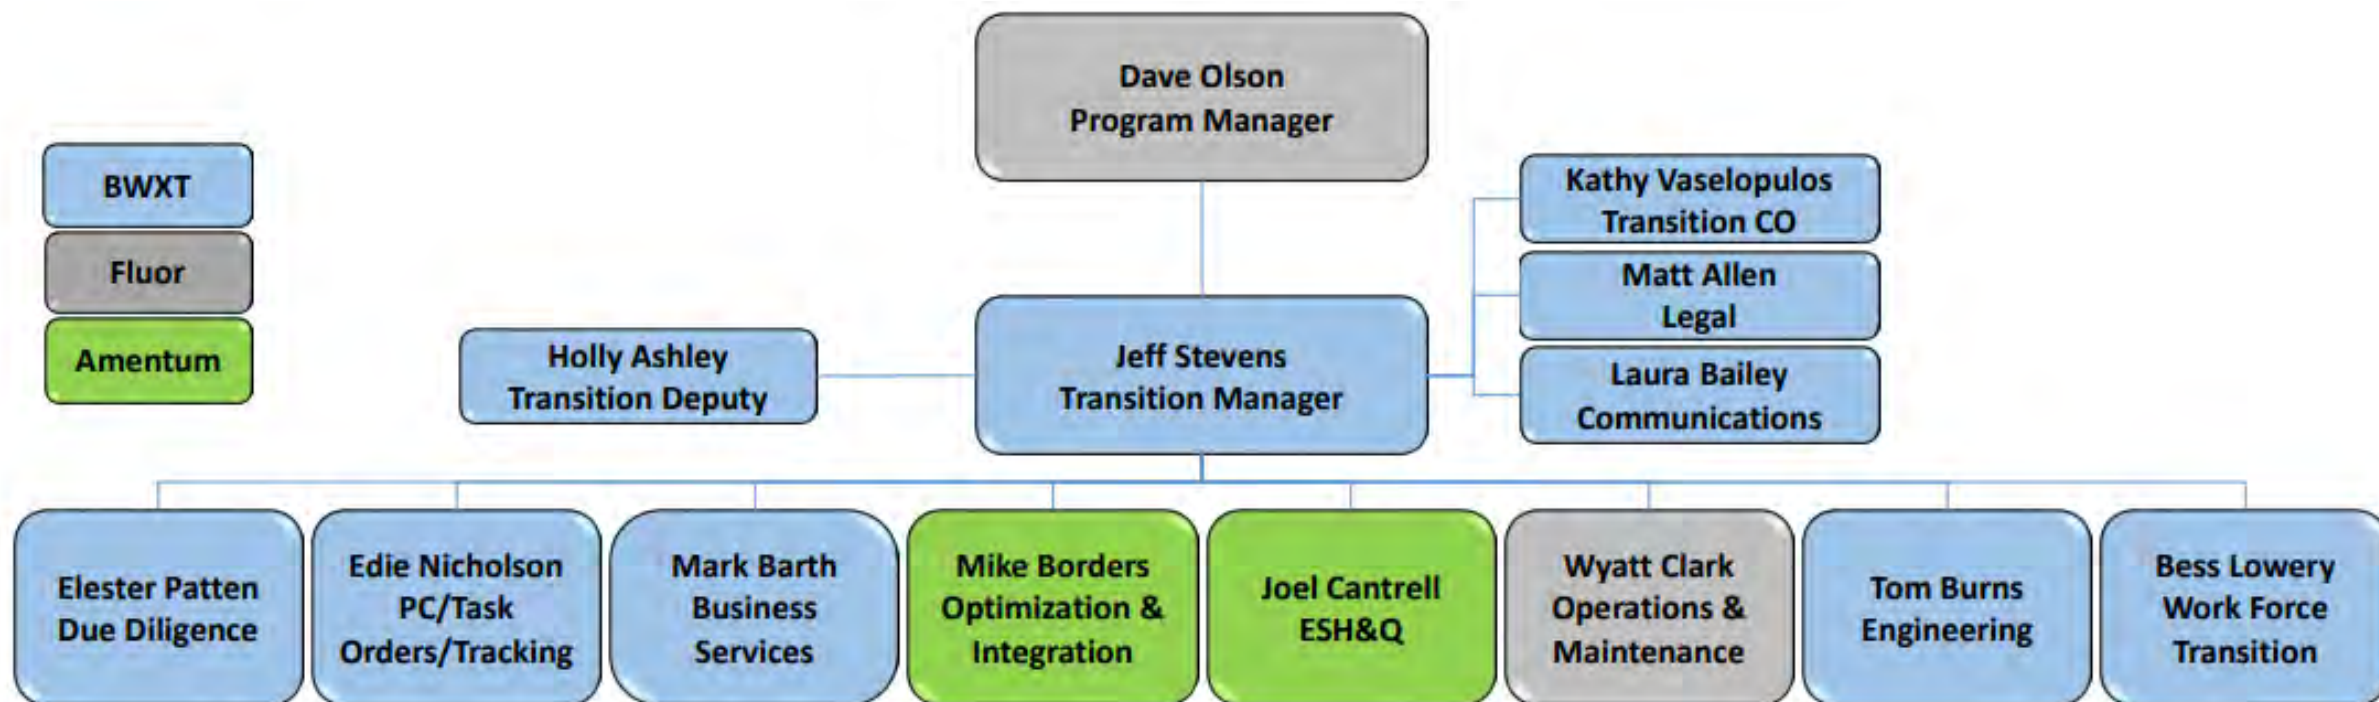 Dave Olson
Program Manager
BWXT
Fluor
Amentum
Kathy Vaselopulos
Transition CO
Matt Allen
Legal
Laura Bailey
Communications
Holly Ashley
Transition Deputy
Jeff Stevens
Transition Manager
Elester Patten
Due Diligence
Edie Nicholson
PC/Task
Orders/Tracking
Mark Barth
Business
Services
Mike Borders
Optimization &
Integration
Joel Cantrell
ESH&Q
Wyatt Clark
Operations &
Maintenance
Tom Burns
Engineering
Bess Lowery
Work Force
Transition